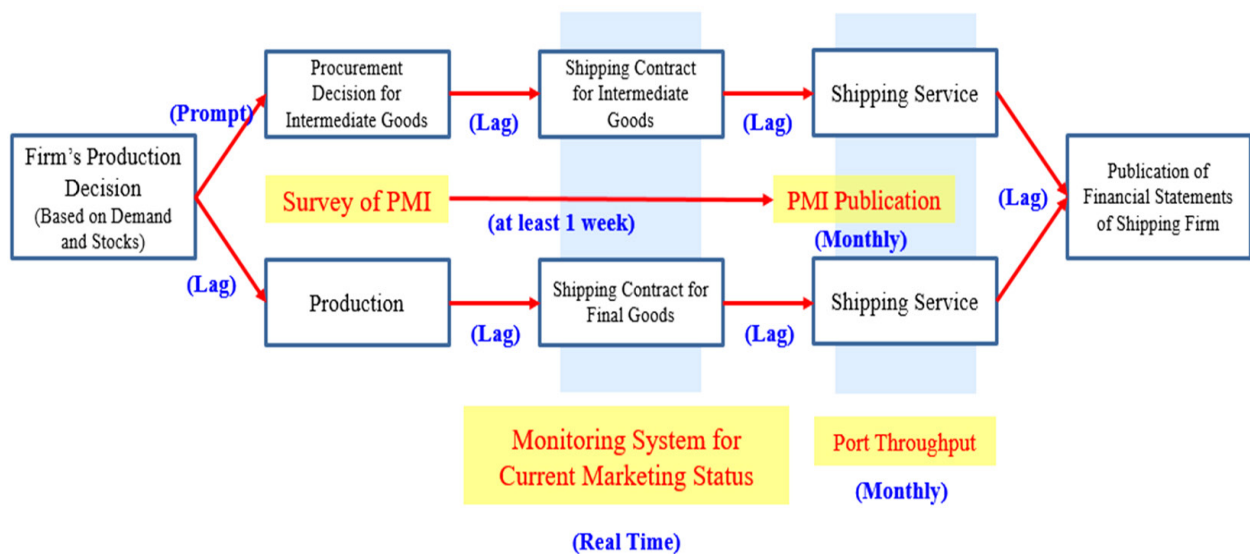 Firm's Production
Decision
(Based on Demand
and Stocks)
(Prompt)
(Lag)
Procurement
Decision for
Intermediate Goods
(Lag)
Shipping Contract
for Intermediate
Goods
(Lag)
Shipping Service
Survey of PMI
(at least 1 week)
PMI Publication
(Monthly)
Production
(Lag)
Shipping Contract for
Final Goods
(Lag)
Shipping Service
(Lag)
Publication of
Financial Statements
of Shipping Firm
Monitoring System for
Current Marketing Status
(Real Time)
Port Throughput
(Monthly)